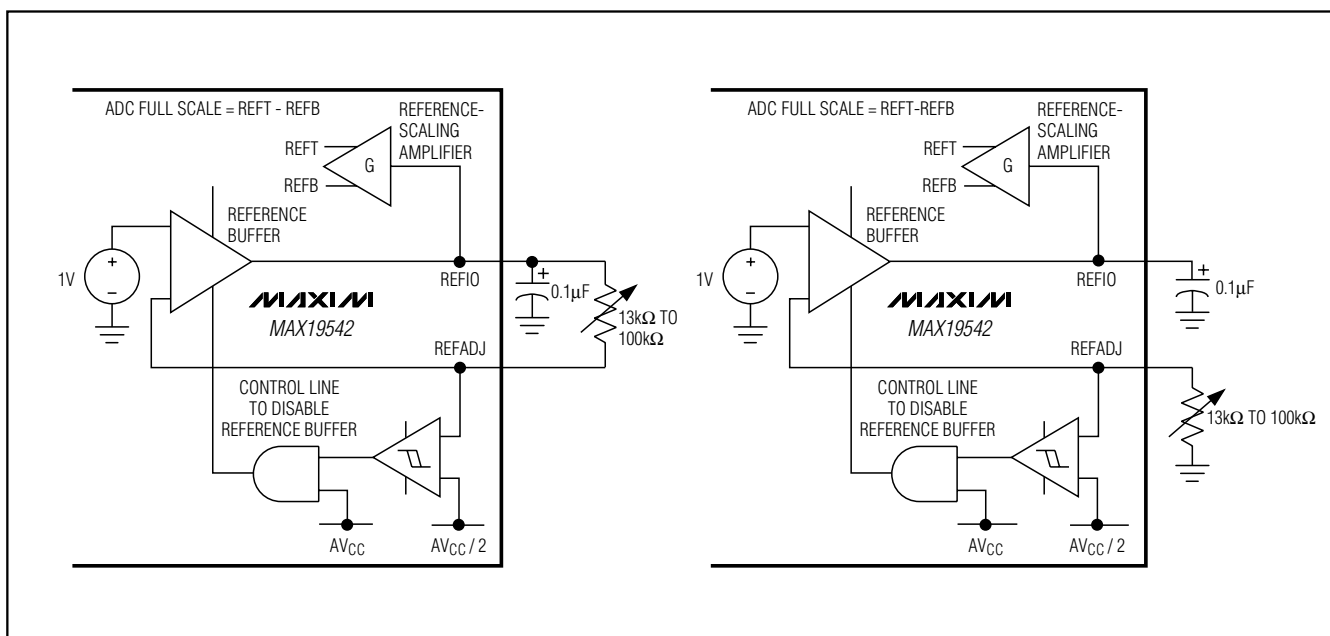 ADC FULL SCALE = REFT - REFB
REFERENCE-
SCALING
AMPLIFIER
REFT
G
REFB
REFERENCE
BUFFER
1V
+
−
REFIO
+
0.1µF
MAXIM
MAX19542
13kΩ TO
100kΩ
REFADJ
CONTROL LINE
TO DISABLE
REFERENCE BUFFER
AVCC
AVCC / 2
ADC FULL SCALE = REFT-REFB
REFERENCE-
SCALING
AMPLIFIER
REFT
G
REFB
REFERENCE
BUFFER
1V
+
−
REFIO
+
0.1µF
MAXIM
MAX19542
REFADJ
13kΩ TO 100kΩ
CONTROL LINE
TO DISABLE
REFERENCE BUFFER
AVCC
AVCC / 2